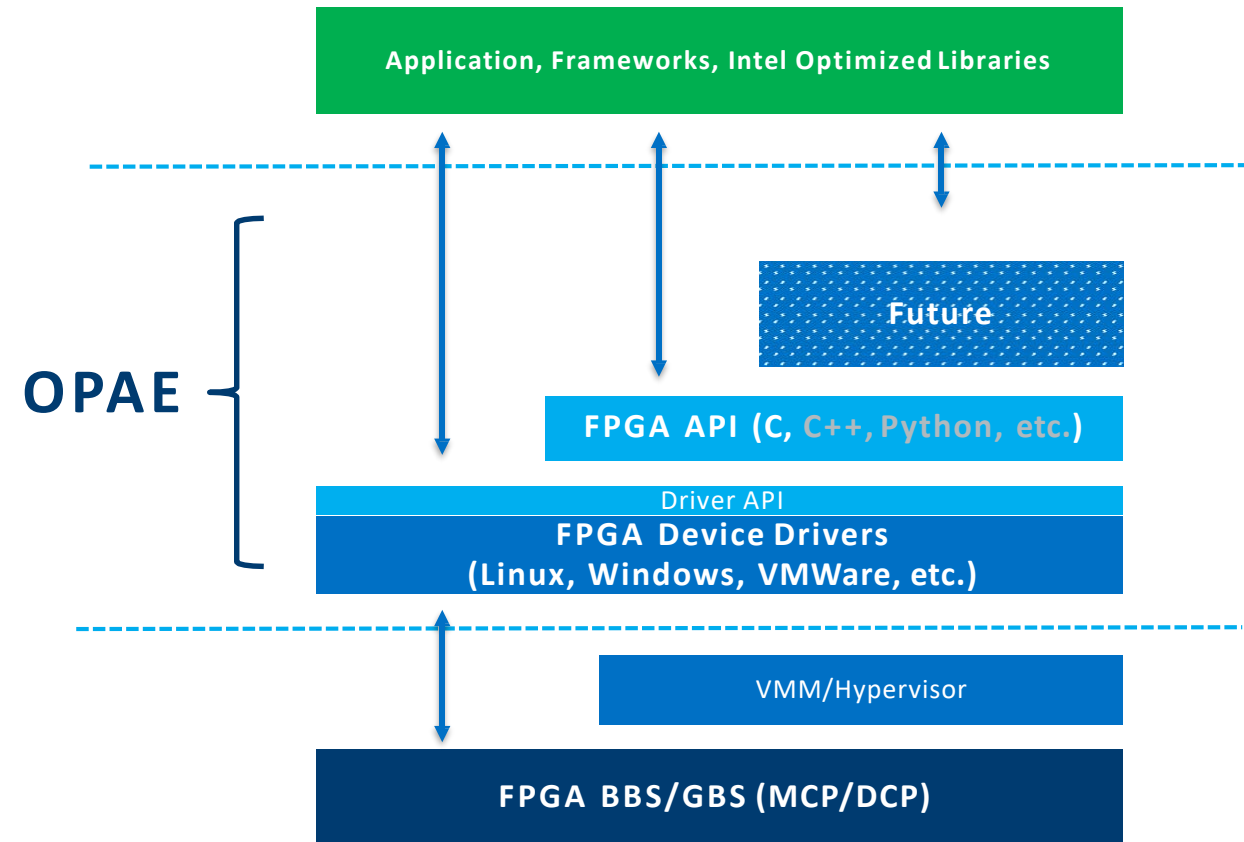 Application, Frameworks, Intel Optimized Libraries
OPAE
Future
FPGA API (C, C++, Python, etc.)
Driver API
FPGA Device Drivers
(Linux, Windows, VMWare, etc.)
VMM/Hypervisor
FPGA BBS/GBS (MCP/DCP)